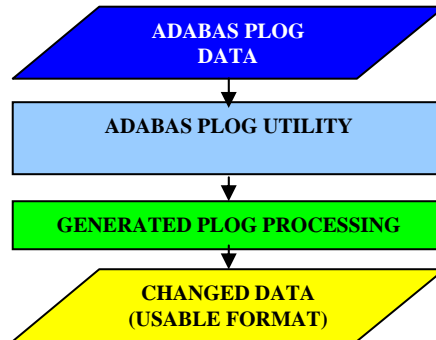 ADABAS PLOG
DATA
ADABAS PLOG UTILITY
GENERATED PLOG PROCESSING
CHANGED DATA
(USABLE FORMAT)